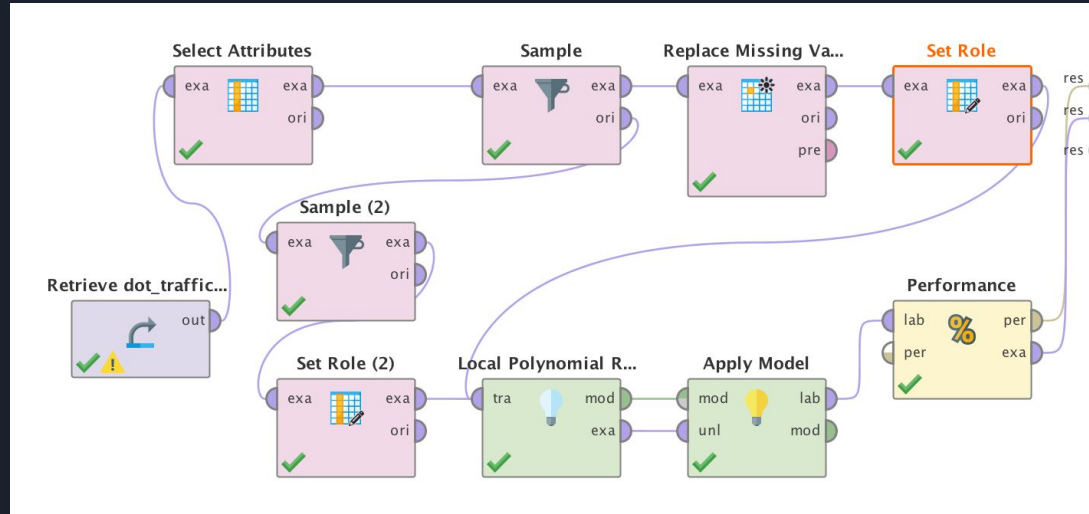 Select Attributes
exa exa
ori
Sample
exa exa
ori
Replace Missing Va...
exa exa
ori
pre
Set Role
exa exa
ori
res
res
res
Sample (2)
exa exa
ori
Retrieve dot_traffic...
out
Performance
lab per
per exa
%
Set Role (2)
exa exa
ori
Local Polynomial R...
tra mod
exa
Apply Model
mod lab
unl mod